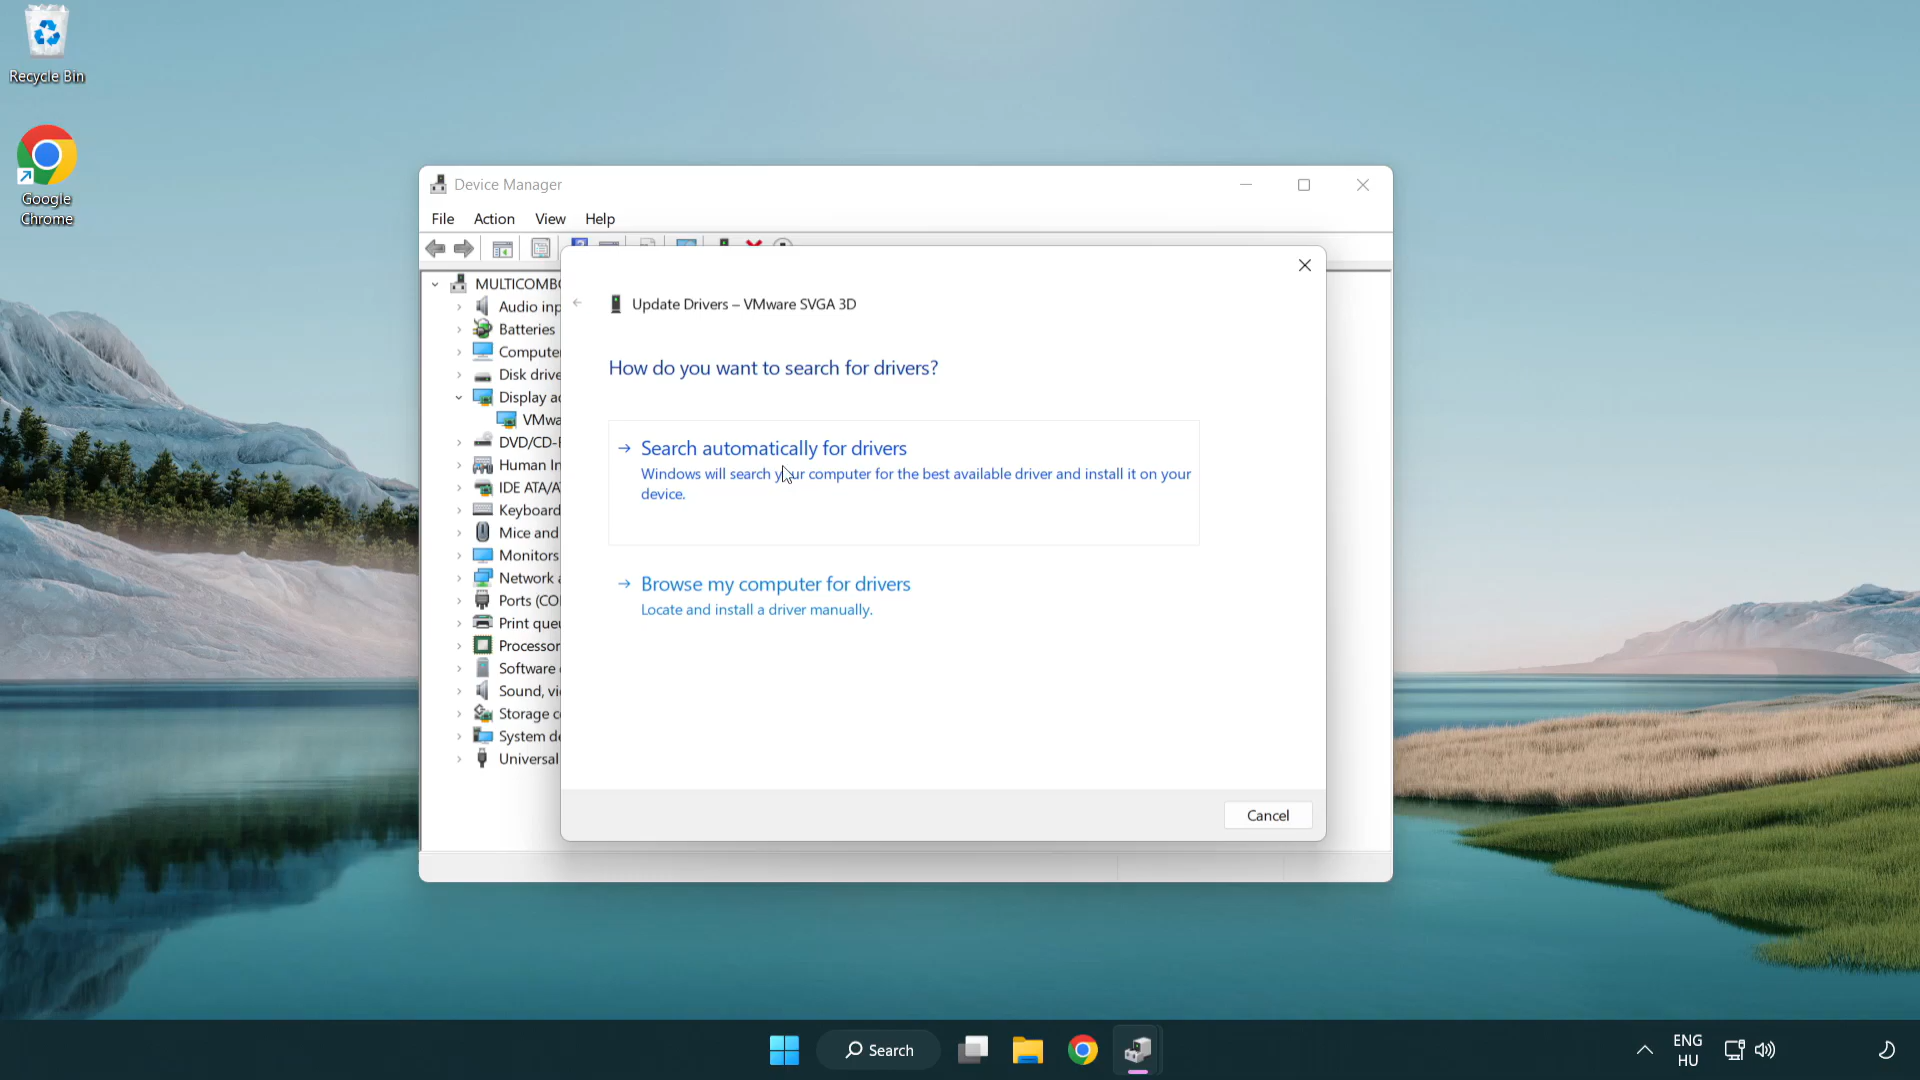 Recycle Bin
Google
Chrome
Device Manager
File Action View Help
MULTICOMBO
Audio inp
Batteries
Compute
Disk drive
Display a
VMwa
DVD/CD-R
Human In
IDE ATA/A
Keyboard
Mice and
Monitors
Network a
Ports (CO
Print que
Processor
Software
Sound, vi
Storage c
System de
Universal
Update Drivers – VMware SVGA 3D
How do you want to search for drivers?
Search automatically for drivers
Windows will search your computer for the best available driver and install it on your
device.
Browse my computer for drivers
Locate and install a driver manually.
Cancel
Search
ENG
HU